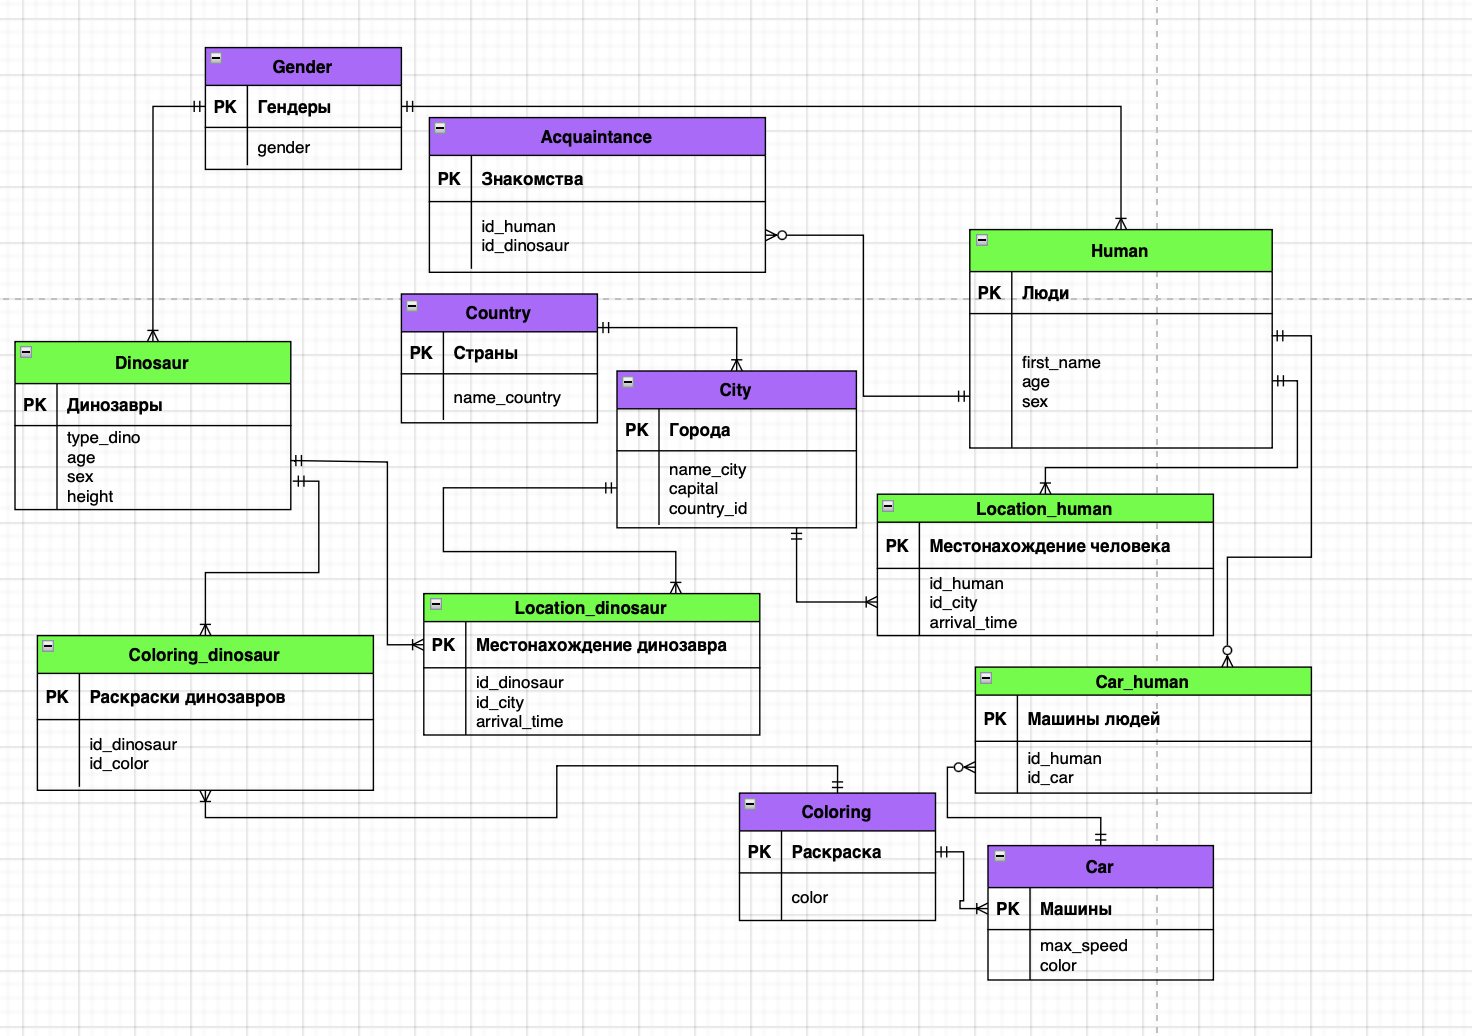 Gender
PK Гендеры
gender
Acquaintance
PK Знакомства
id_human
id_dinosaur
Human
PK Люди
first_name
age
sex
Country
PK Страны
name_country
Dinosaur
PK Динозавры
type_dino
age
sex
height
City
PK Города
name_city
capital
country_id
Location_human
PK Местонахождение человека
id_human
id_city
arrival_time
Location_dinosaur
PK Местонахождение динозавра
id_dinosaur
id_city
arrival_time
Coloring_dinosaur
PK Раскраски динозавров
id_dinosaur
id_color
Car_human
PK Машины людей
id_human
id_car
Coloring
PK Раскраска
color
Car
PK Машины
max_speed
color